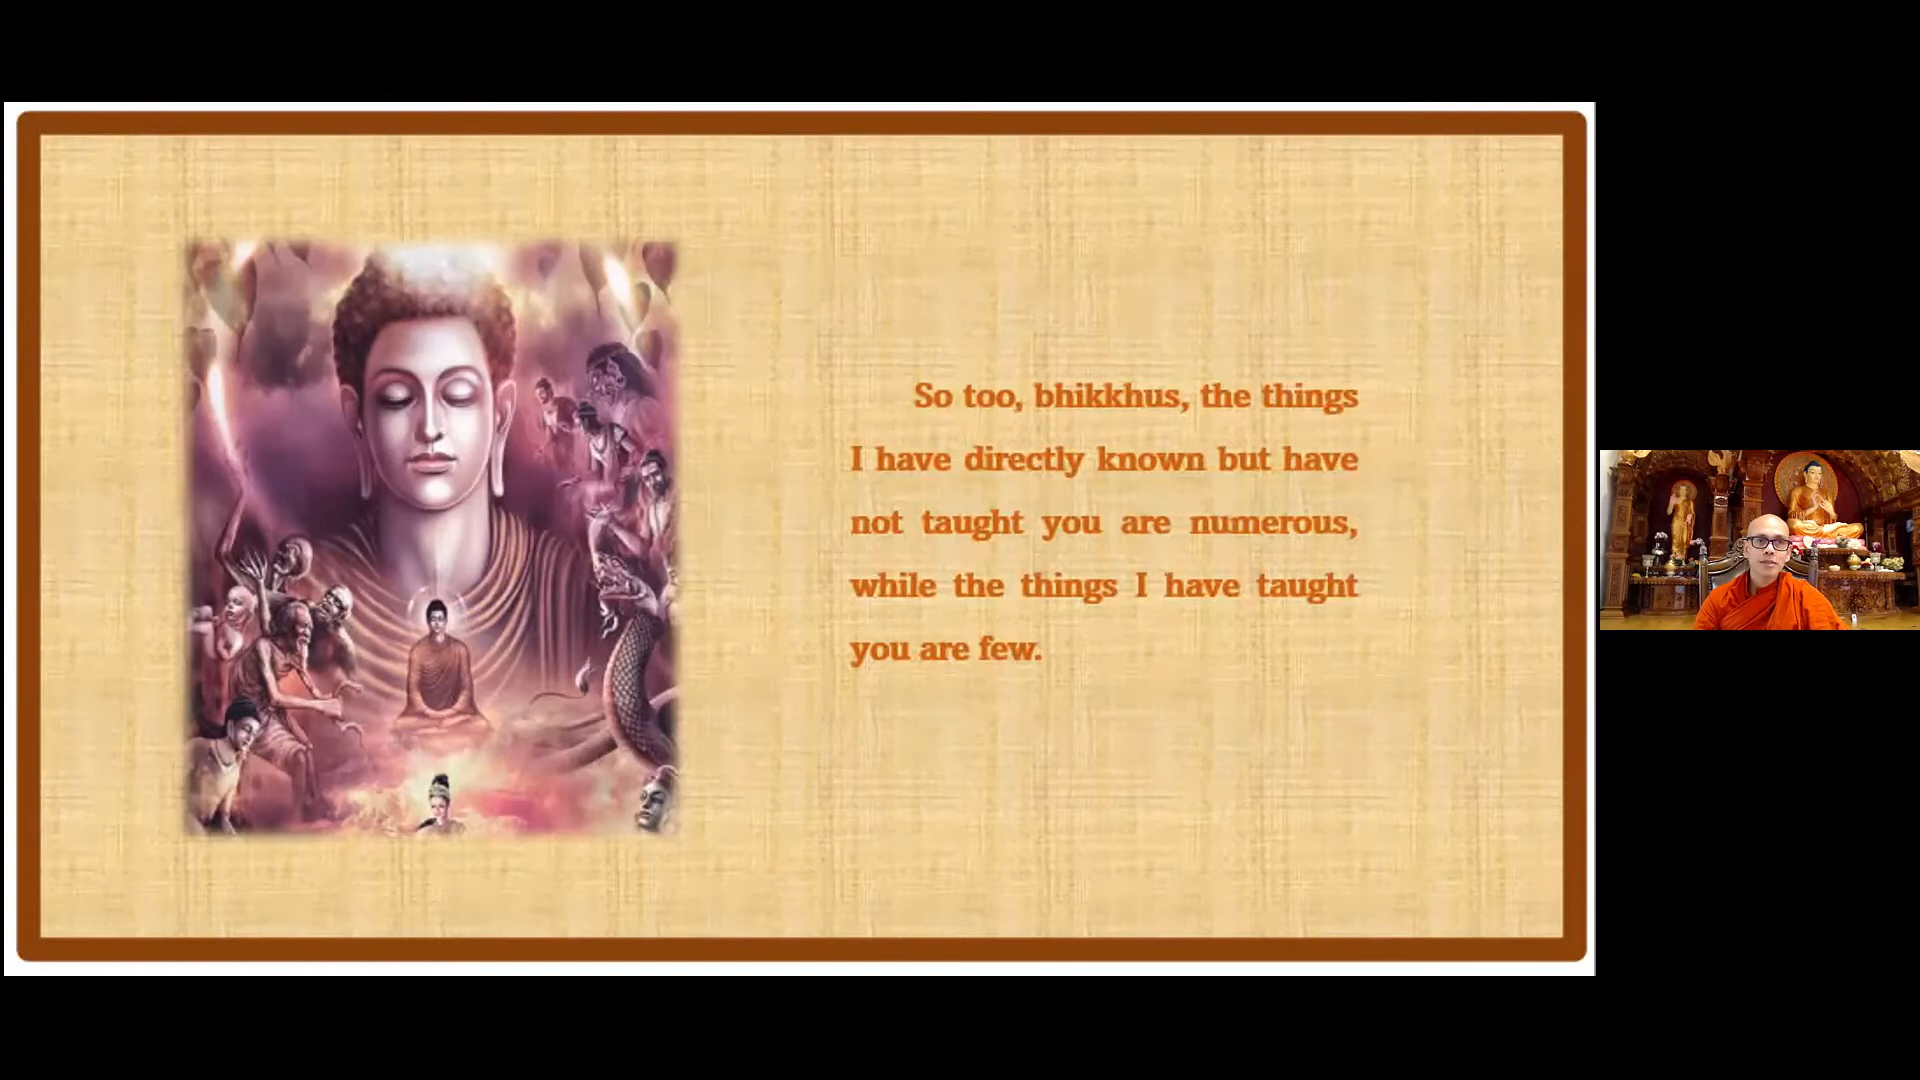 So too, bhikkhus, the things
I have directly known but have
not taught you are numerous,
while the things I have taught
you are few.